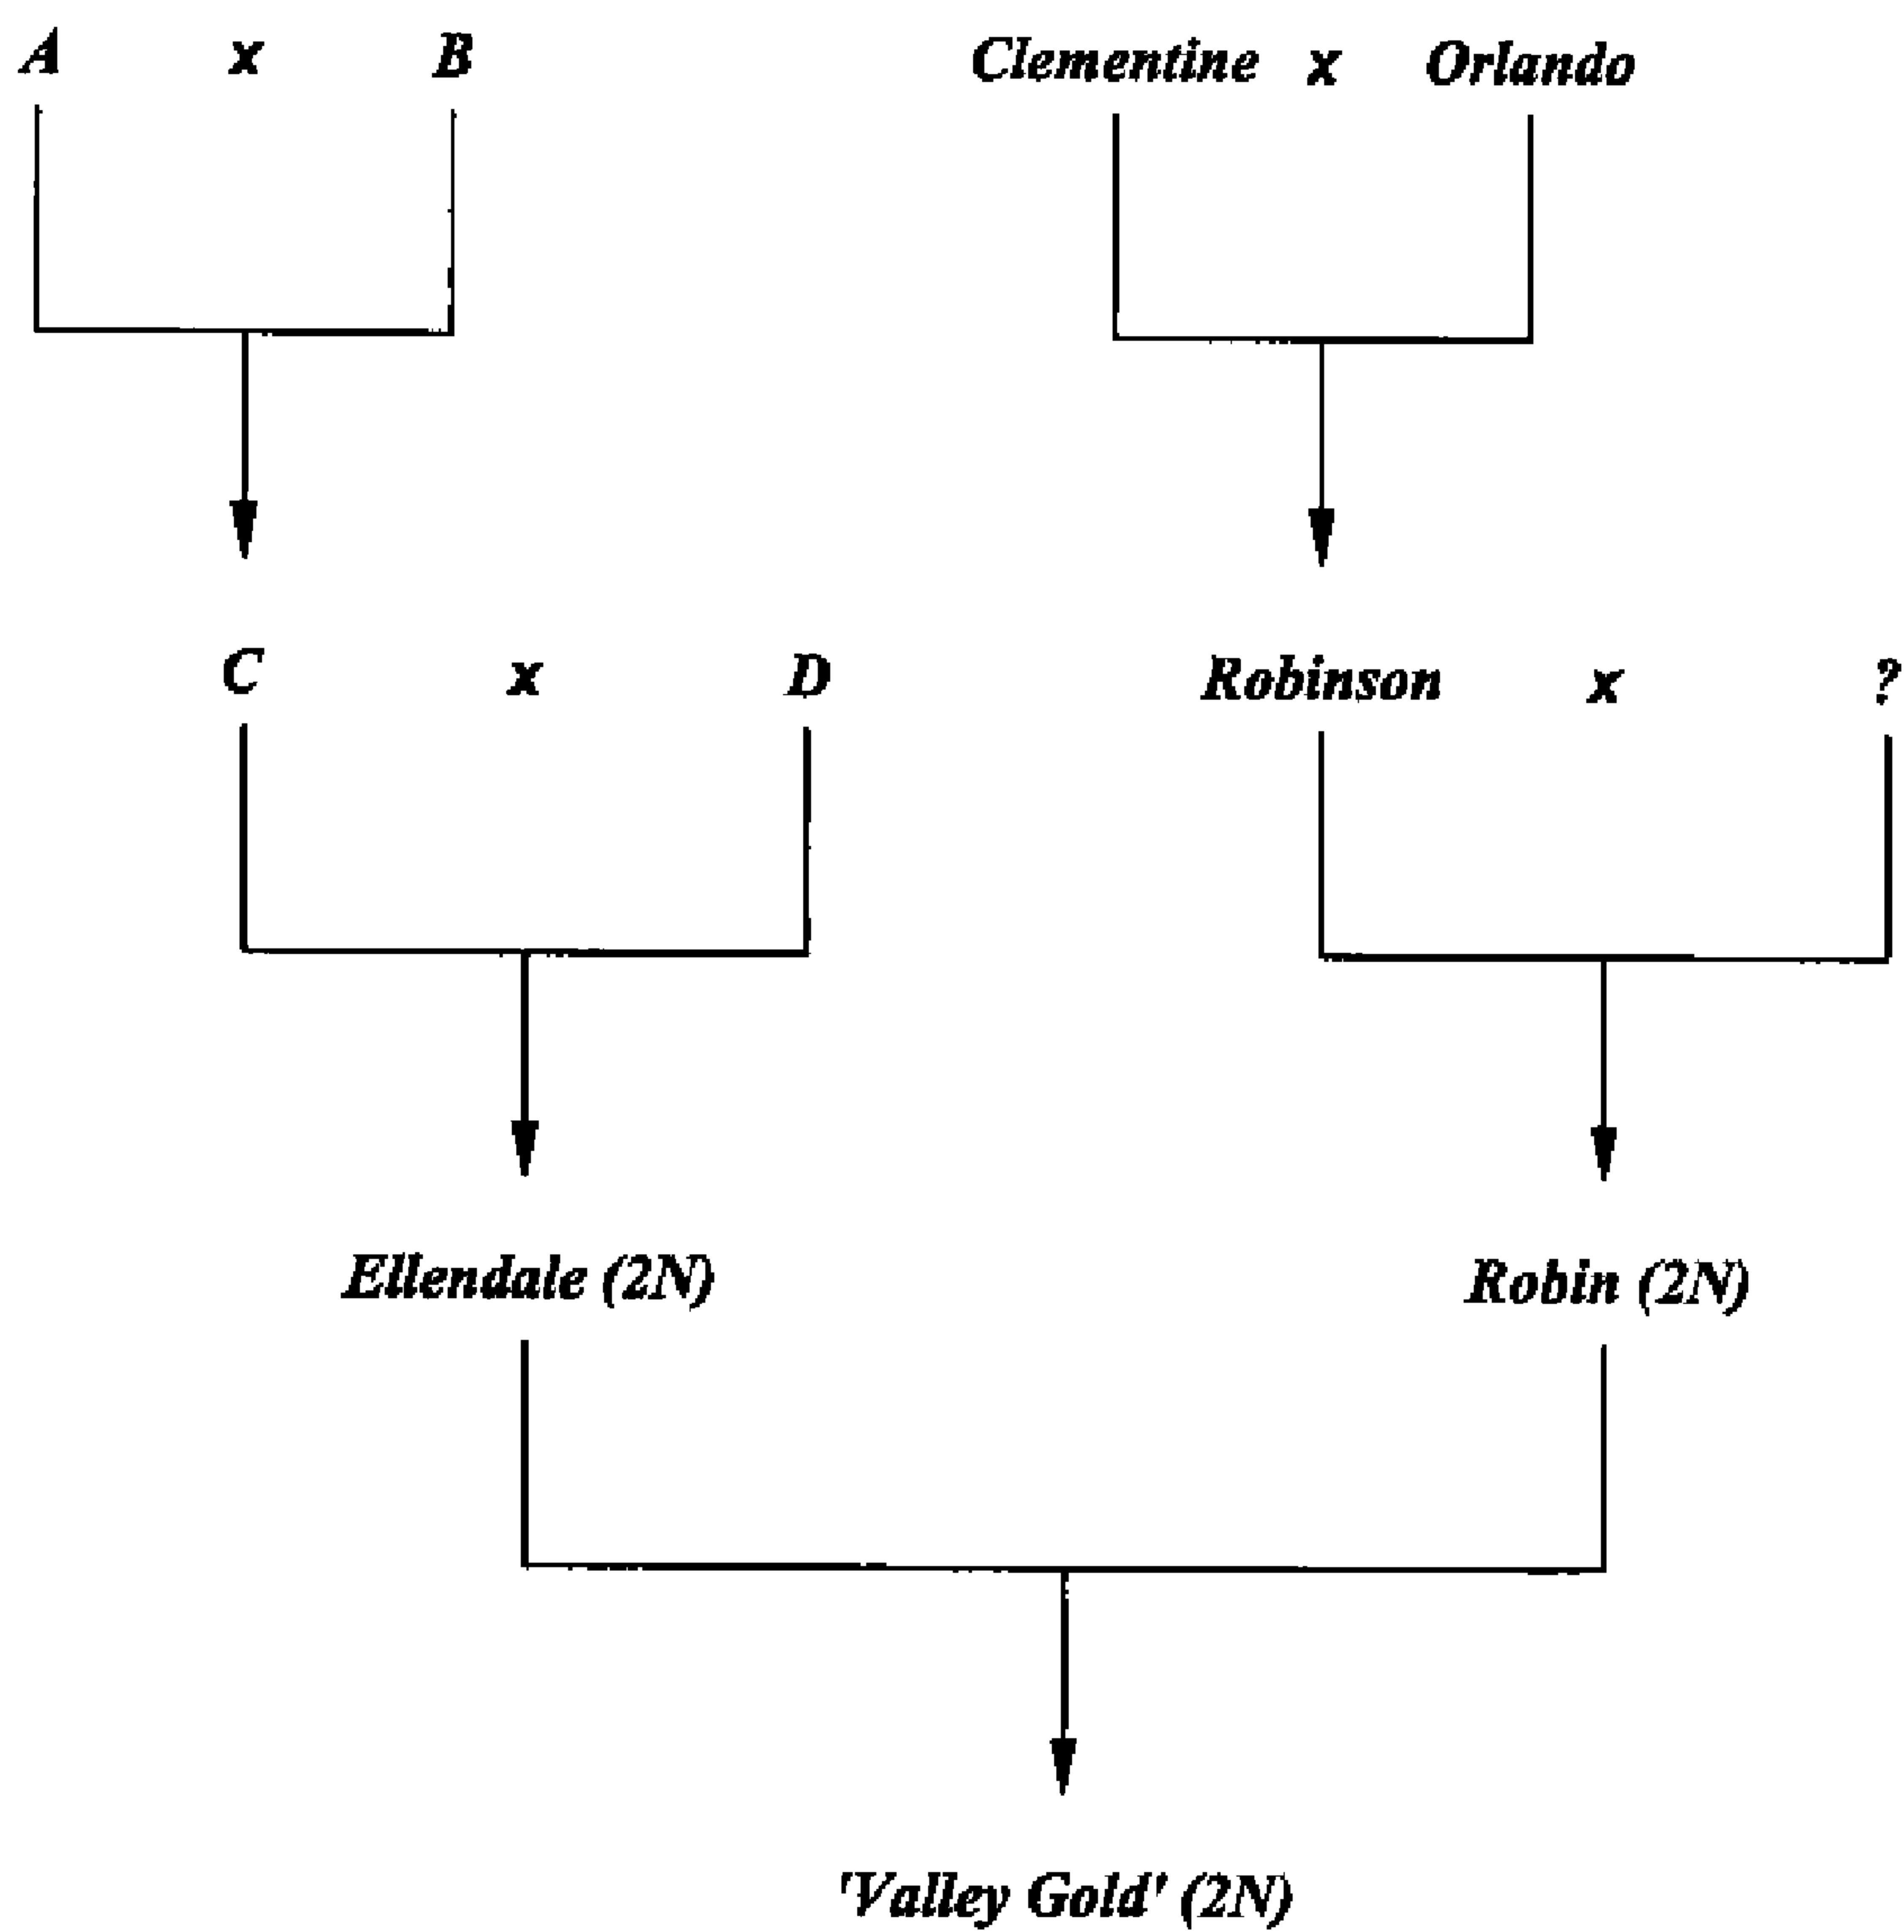 A x B Clementine x Orlando
C x D Robinson x ?
Ellendale (2N) Robin (2N)
'Valley Gold' (2N)